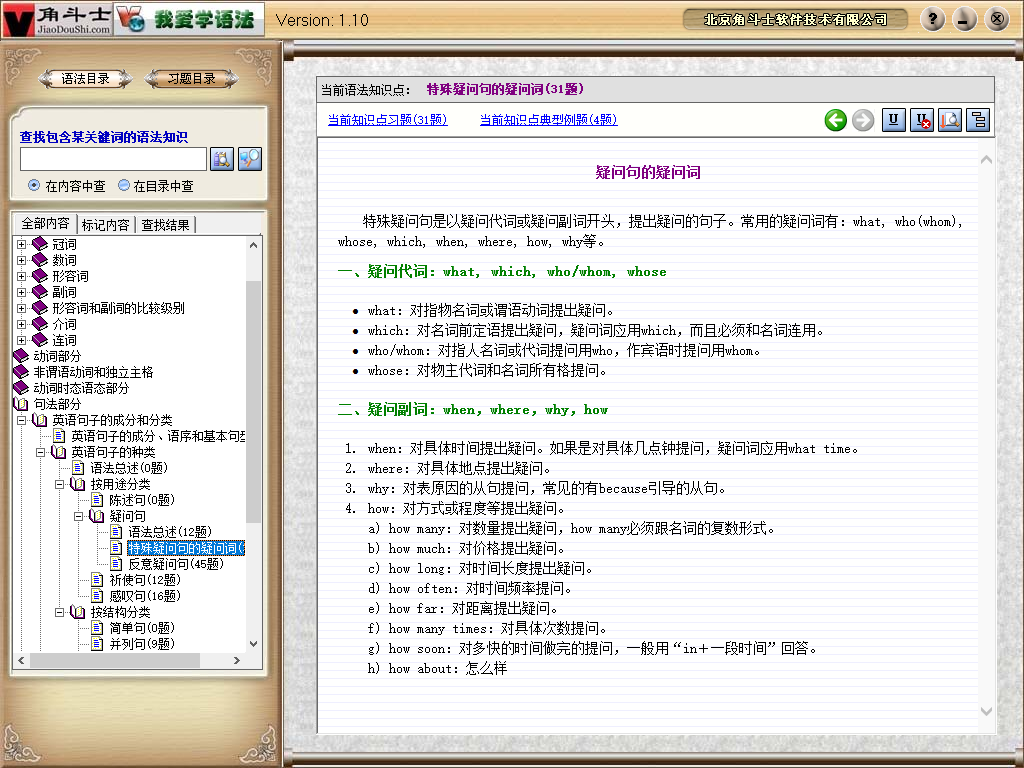 角斗士
JiaoDouShi.com
我爱学语法
Version: 1.10
北京角斗士软件技术有限公司
?
语法目录
习题目录
查找包含某关键词的语法知识
在内容中查
在目录中查
全部内容
标记内容
查找结果
冠词
数词
形容词
副词
形容词和副词的比较级别
介词
连词
动词部分
非谓语动词和独立主格
动词时态语态部分
句法部分
英语句子的成分和分类
英语句子的成分、语序和基本句型
英语句子的种类
语法总述(0题)
按用途分类
陈述句(0题)
疑问句
语法总述(12题)
特殊疑问句的疑问词(
反意疑问句(45题)
祈使句(12题)
感叹句(16题)
按结构分类
简单句(0题)
并列句(9题)
当前语法知识点：
特殊疑问句的疑问词(31题)
当前知识点习题(31题)
当前知识点典型例题(4题)
U
U
疑问句的疑问词
特殊疑问句是以疑问代词或疑问副词开头，提出疑问的句子。常用的疑问词有：what, who(whom),
whose, which, when, where, how, why等。
一、疑问代词：what, which, who/whom, whose
• what：对指物名词或谓语动词提出疑问。
• which：对名词前定语提出疑问，疑问词应用which，而且必须和名词连用。
• who/whom：对指人名词或代词提问用who，作宾语时提问用whom。
• whose：对物主代词和名词所有格提问。
二、疑问副词：when，where，why，how
1. when：对具体时间提出疑问。如果是对具体几点钟提问，疑问词应用what time。
2. where：对具体地点提出疑问。
3. why：对表原因的从句提问，常见的有because引导的从句。
4. how：对方式或程度等提出疑问。
a) how many：对数量提出疑问，how many必须跟名词的复数形式。
b) how much：对价格提出疑问。
c) how long：对时间长度提出疑问。
d) how often：对时间频率提问。
e) how far：对距离提出疑问。
f) how many times：对具体次数提问。
g) how soon：对多快的时间做完的提问，一般用“in＋一段时间”回答。
h) how about：怎么样